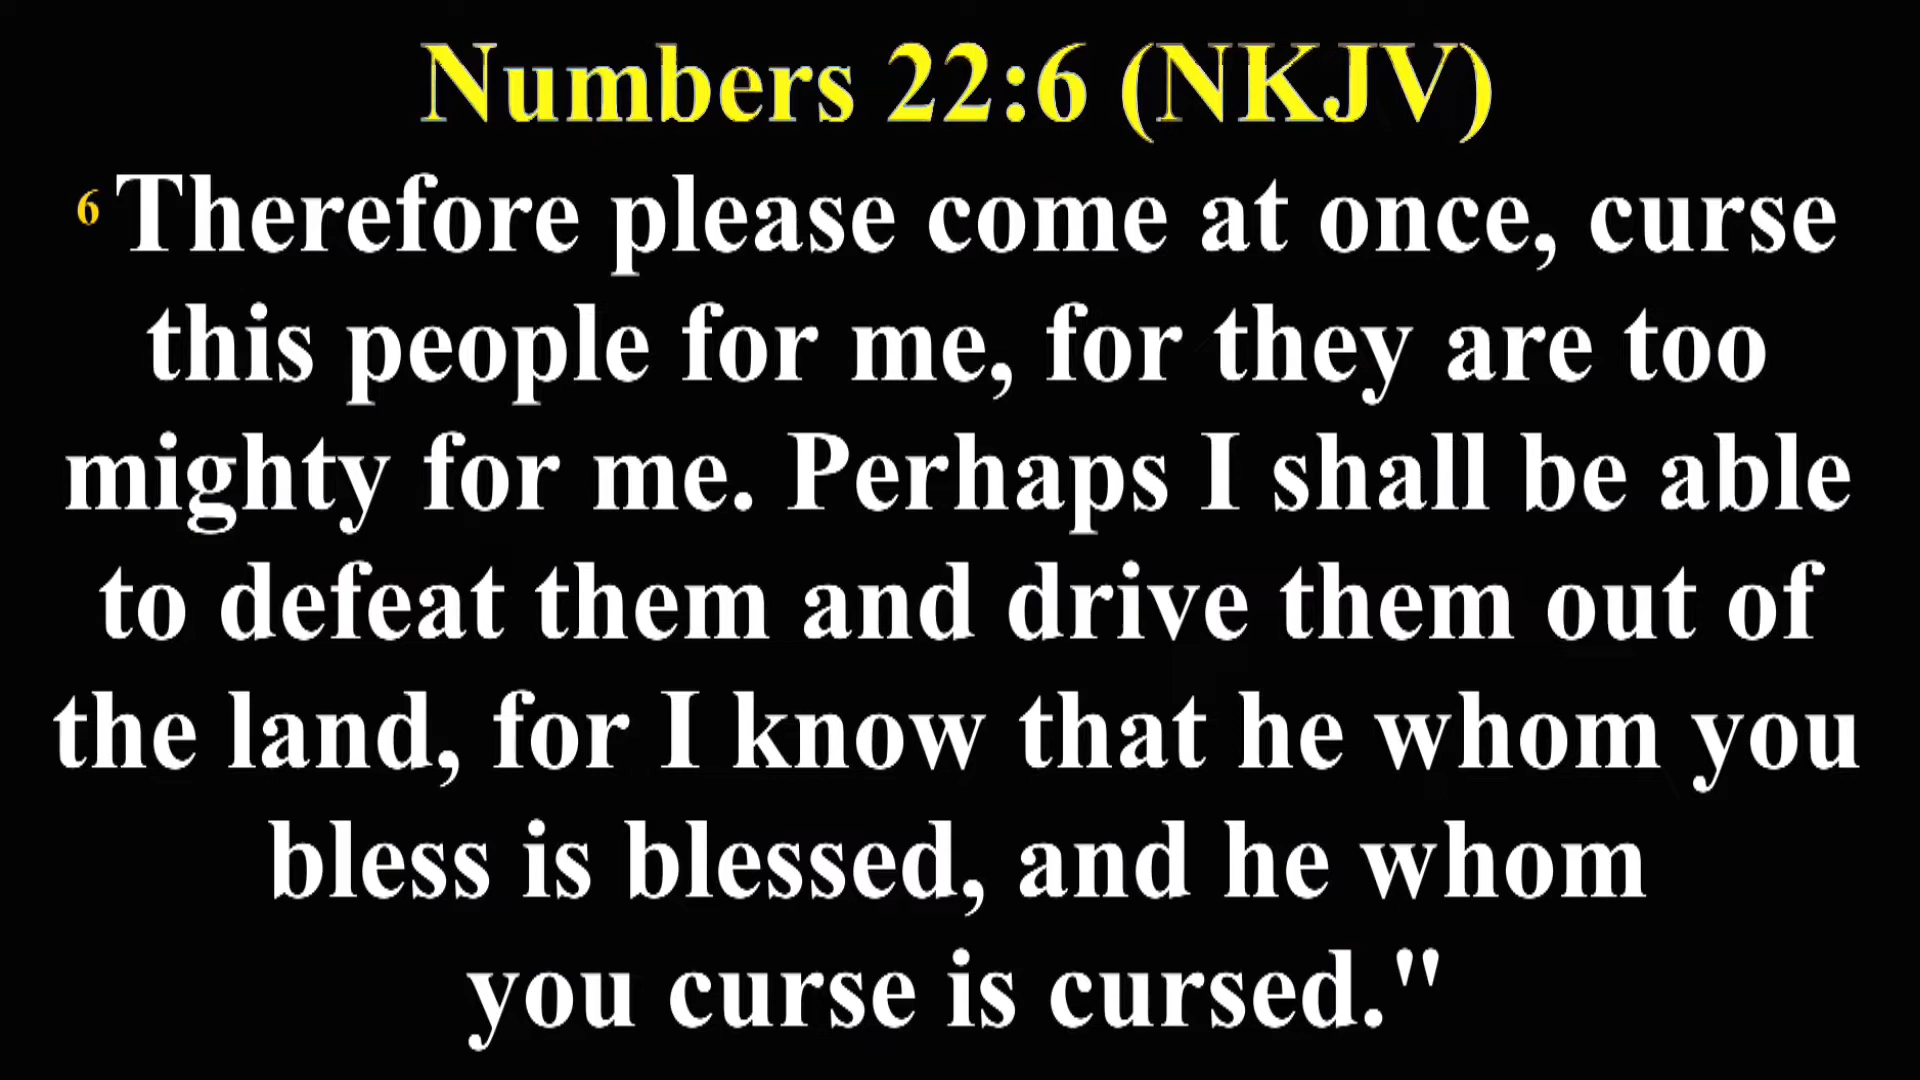 Numbers 22:6 (NKJV)
6 Therefore please come at once, curse
this people for me, for they are too
mighty for me. Perhaps I shall be able
to defeat them and drive them out of
the land, for I know that he whom you
bless is blessed, and he whom
you curse is cursed."